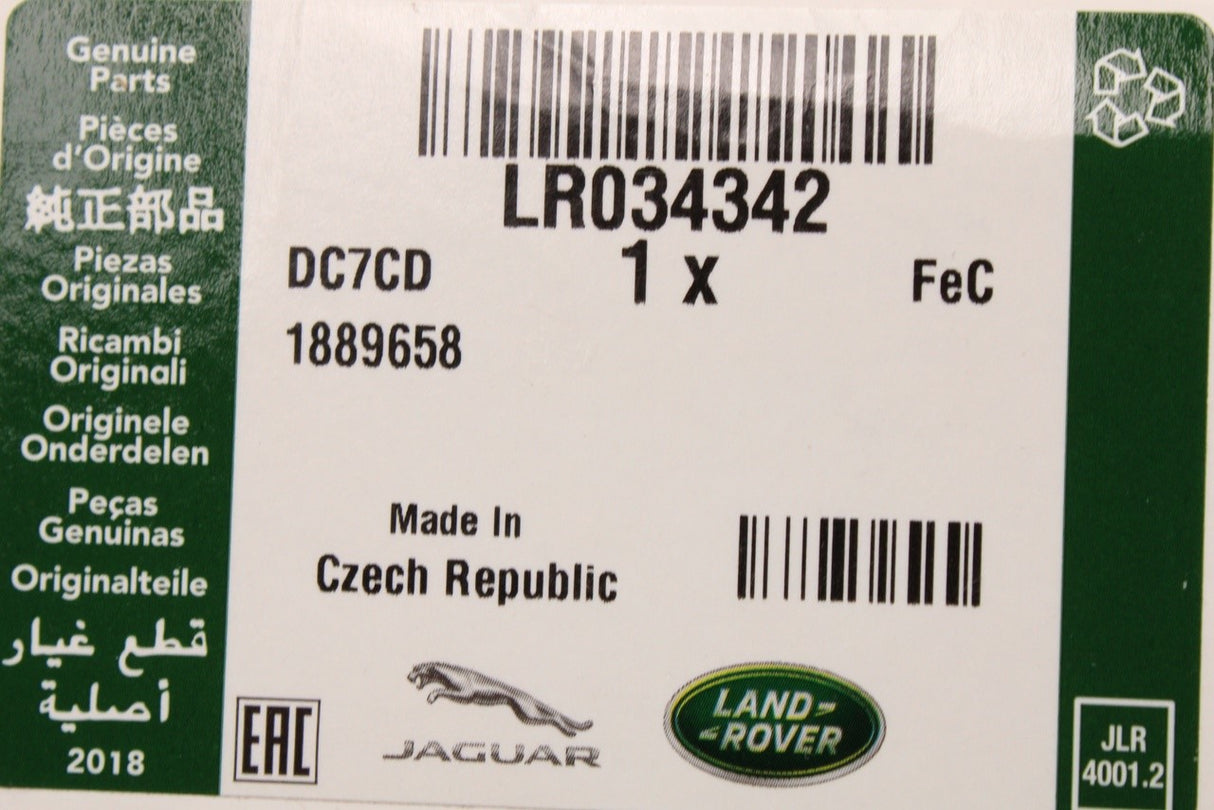 Genuine
Parts
Pièces
d'Origine
純正部品
Piezas
Originales
Ricambi
Originali
Originele
Onderdelen
Peças
Genuinas
Originalteile
قطع غيار
أصلية
2018
LR034342
DC7CD
1 x
FeC
1889658
Made In
Czech Republic
EAC
JAGUAR
LAND-
-ROVER
JLR
4001.2